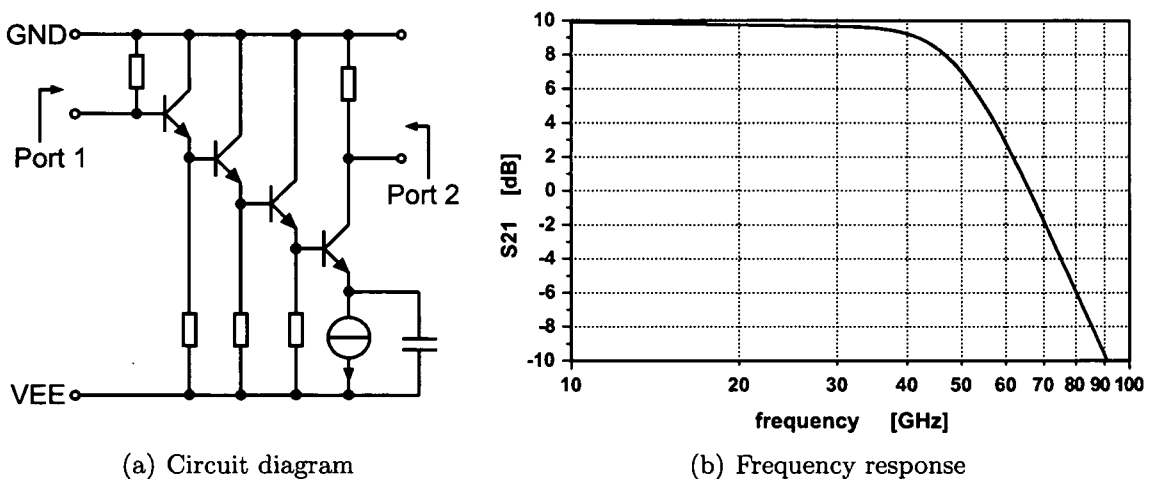 GND
Port 1
Port 2
VEE
(a) Circuit diagram
10
8
6
4
2
0
-2
-4
-6
-8
-10
S21 [dB]
10 20 30 40 50 60 70 80 90 100
frequency [GHz]
(b) Frequency response